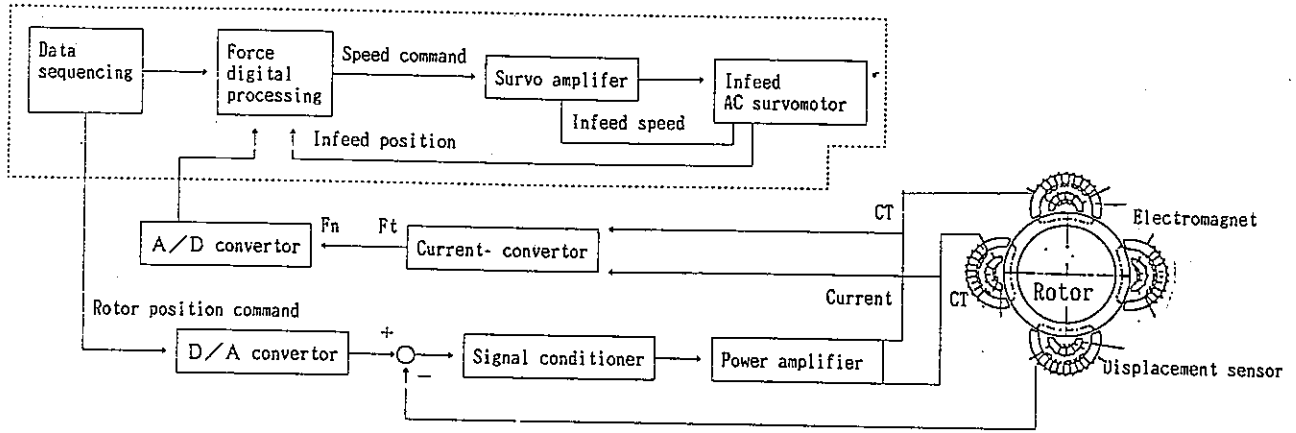 Data
sequencing
Force
digital
processing
Speed command
Survo amplifer
Infeed
AC survomotor
Infeed speed
Infeed position
CT
Electromagnet
A/D convertor
Fn
Ft
Current- convertor
Current
CT
Rotor
Rotor position command
+
D/A convertor
−
Signal conditioner
Power amplifier
Displacement sensor